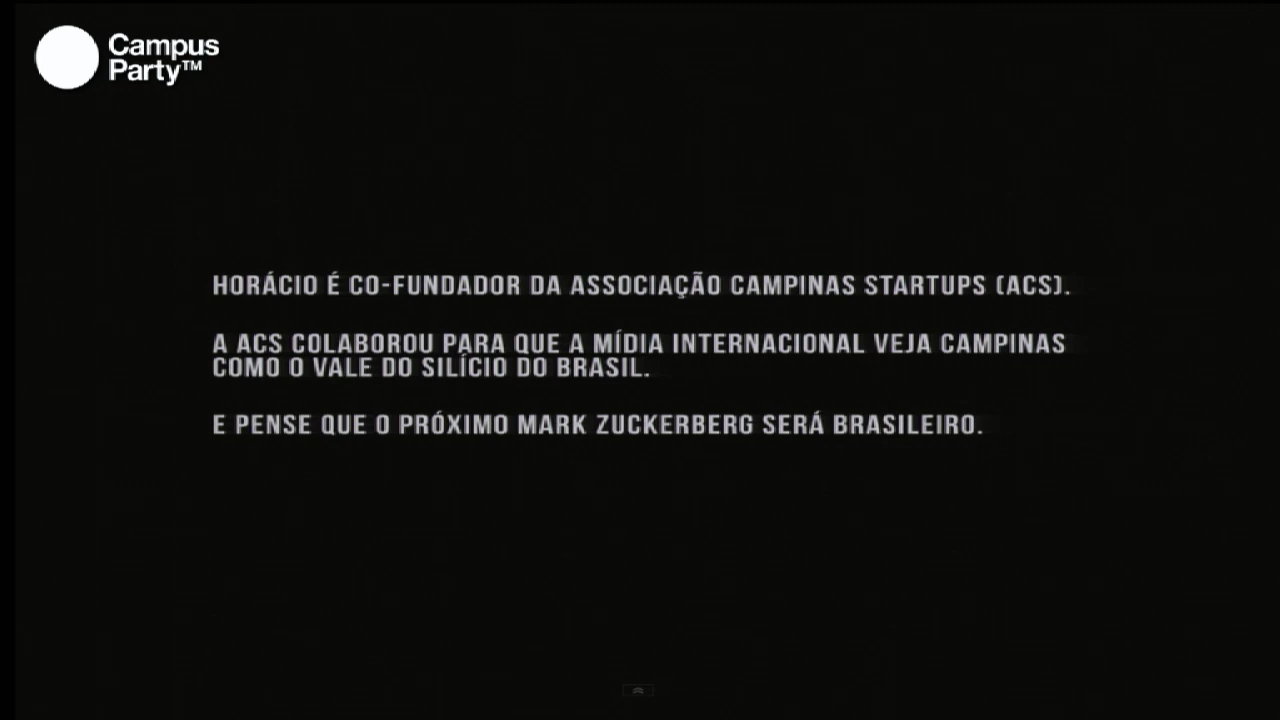 Campus
Party™
HORÁCIO É CO-FUNDADOR DA ASSOCIAÇÃO CAMPINAS STARTUPS (ACS).
A ACS COLABOROU PARA QUE A MÍDIA INTERNACIONAL VEJA CAMPINAS
COMO O VALE DO SILÍCIO DO BRASIL.
E PENSE QUE O PRÓXIMO MARK ZUCKERBERG SERÁ BRASILEIRO.